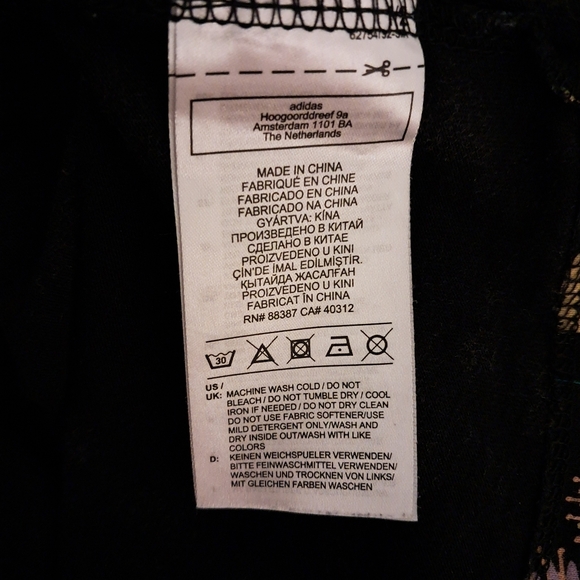 adidas
Hoogoorddreef 9a
Amsterdam 1101 BA
The Netherlands
MADE IN CHINA
FABRIQUÉ EN CHINE
FABRICADO EN CHINA
FABRICADO NA CHINA
GYÁRTVA: KÍNA
ПРОИЗВЕДЕНО В КИТАЙ
СДЕЛАНО В КИТАЕ
PROIZVEDENO U KINI
ÇİN'DE İMAL EDİLMİŞTİR.
ҚЫТАЙДА ЖАСАЛҒАН
PROIZVEDENO U KINI
FABRICAT ÎN CHINA
RN# 88387 CA# 40312
30
US /
UK: MACHINE WASH COLD / DO NOT
BLEACH / DO NOT TUMBLE DRY / COOL
IRON IF NEEDED / DO NOT DRY CLEAN
DO NOT USE FABRIC SOFTENER/USE
MILD DETERGENT ONLY/WASH AND
DRY INSIDE OUT/WASH WITH LIKE
COLORS
D: KEINEN WEICHSPUELER VERWENDEN/
BITTE FEINWASCHMITTEL VERWENDEN/
WASCHEN UND TROCKNEN VON LINKS/
MIT GLEICHEN FARBEN WASCHEN